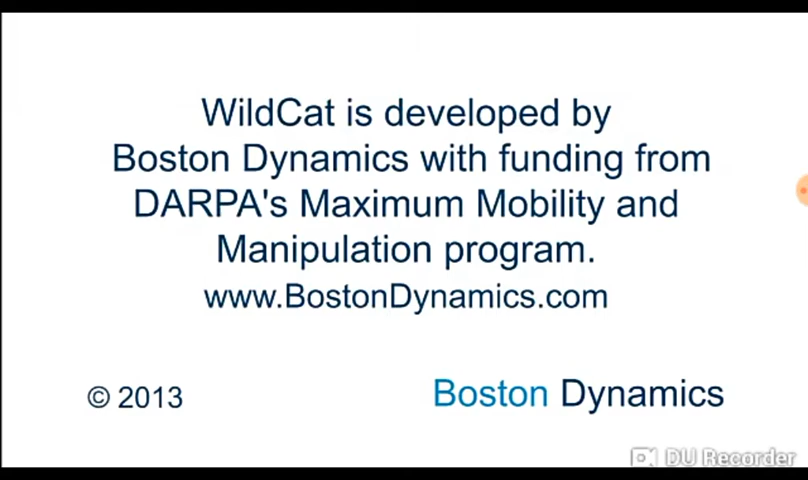 WildCat is developed by
Boston Dynamics with funding from
DARPA's Maximum Mobility and
Manipulation program.
www.BostonDynamics.com
© 2013
Boston Dynamics
DU Recorder